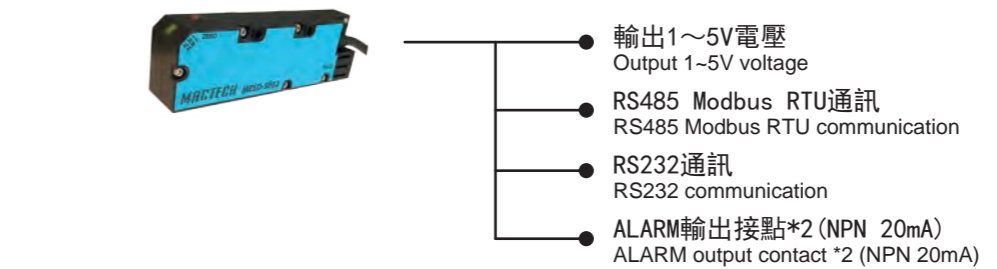 ZERO
MACTECH
輸出1～5V電壓
Output 1~5V voltage
RS485 Modbus RTU通訊
RS485 Modbus RTU communication
RS232通訊
RS232 communication
ALARM輸出接點*2(NPN 20mA)
ALARM output contact *2 (NPN 20mA)